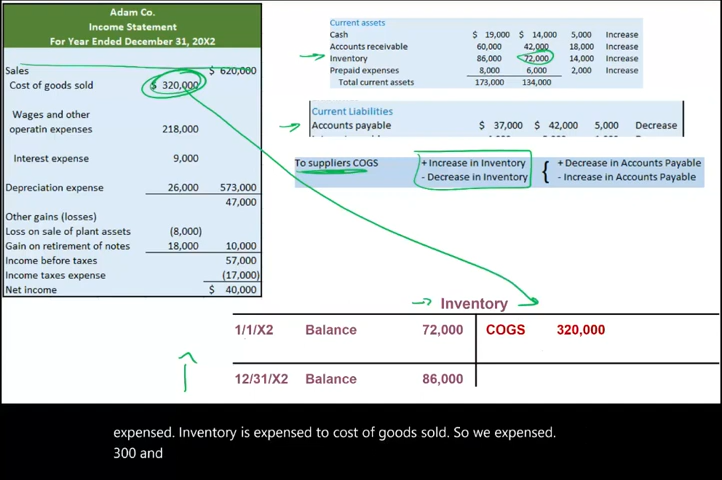 Adam Co.
Income Statement
For Year Ended December 31, 20X2
Sales $ 620,000
Cost of goods sold $ 320,000
Wages and other
operatin expenses 218,000
Interest expense 9,000
Depreciation expense 26,000 573,000
47,000
Other gains (losses)
Loss on sale of plant assets (8,000)
Gain on retirement of notes 18,000 10,000
Income before taxes 57,000
Income taxes expense (17,000)
Net income $ 40,000
Current assets
Cash $ 19,000 $ 14,000 5,000 Increase
Accounts receivable 60,000 42,000 18,000 Increase
Inventory 86,000 72,000 14,000 Increase
Prepaid expenses 8,000 6,000 2,000 Increase
Total current assets 173,000 134,000
Current Liabilities
Accounts payable $ 37,000 $ 42,000 5,000 Decrease
To suppliers COGS + Increase in Inventory { + Decrease in Accounts Payable
- Decrease in Inventory - Increase in Accounts Payable
Inventory
1/1/X2 Balance 72,000 COGS 320,000
12/31/X2 Balance 86,000
expensed. Inventory is expensed to cost of goods sold. So we expensed.
300 and